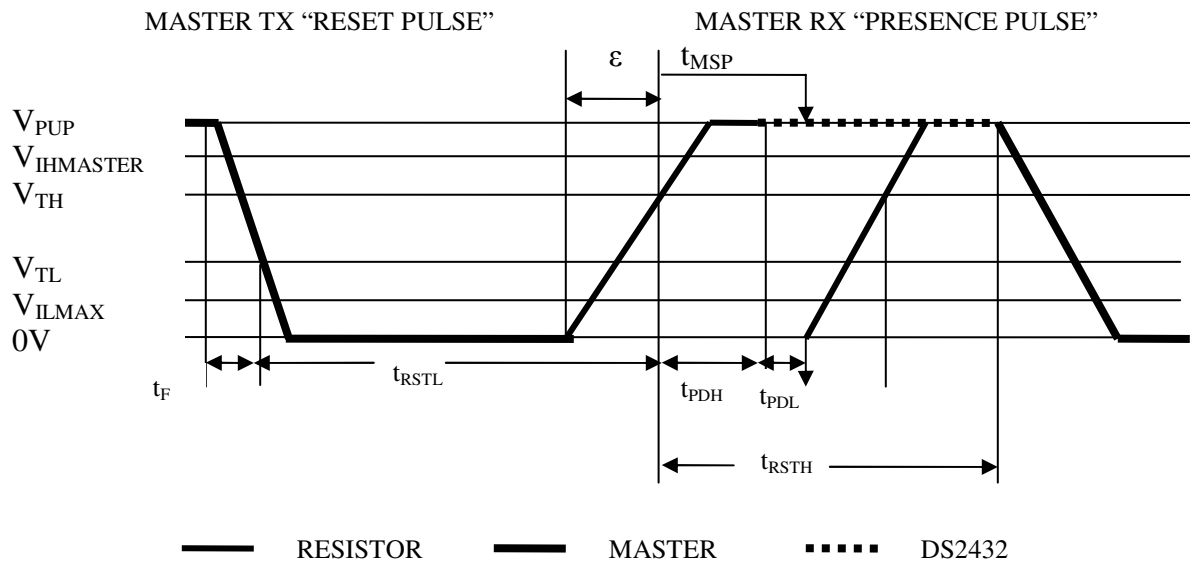 MASTER TX “RESET PULSE” MASTER RX “PRESENCE PULSE”
ε tMSP
VPUP
VIHMASTER
VTH
VTL
VILMAX
0V
tF tRSTL tPDH tPDL
tRSTH
RESISTOR MASTER DS2432